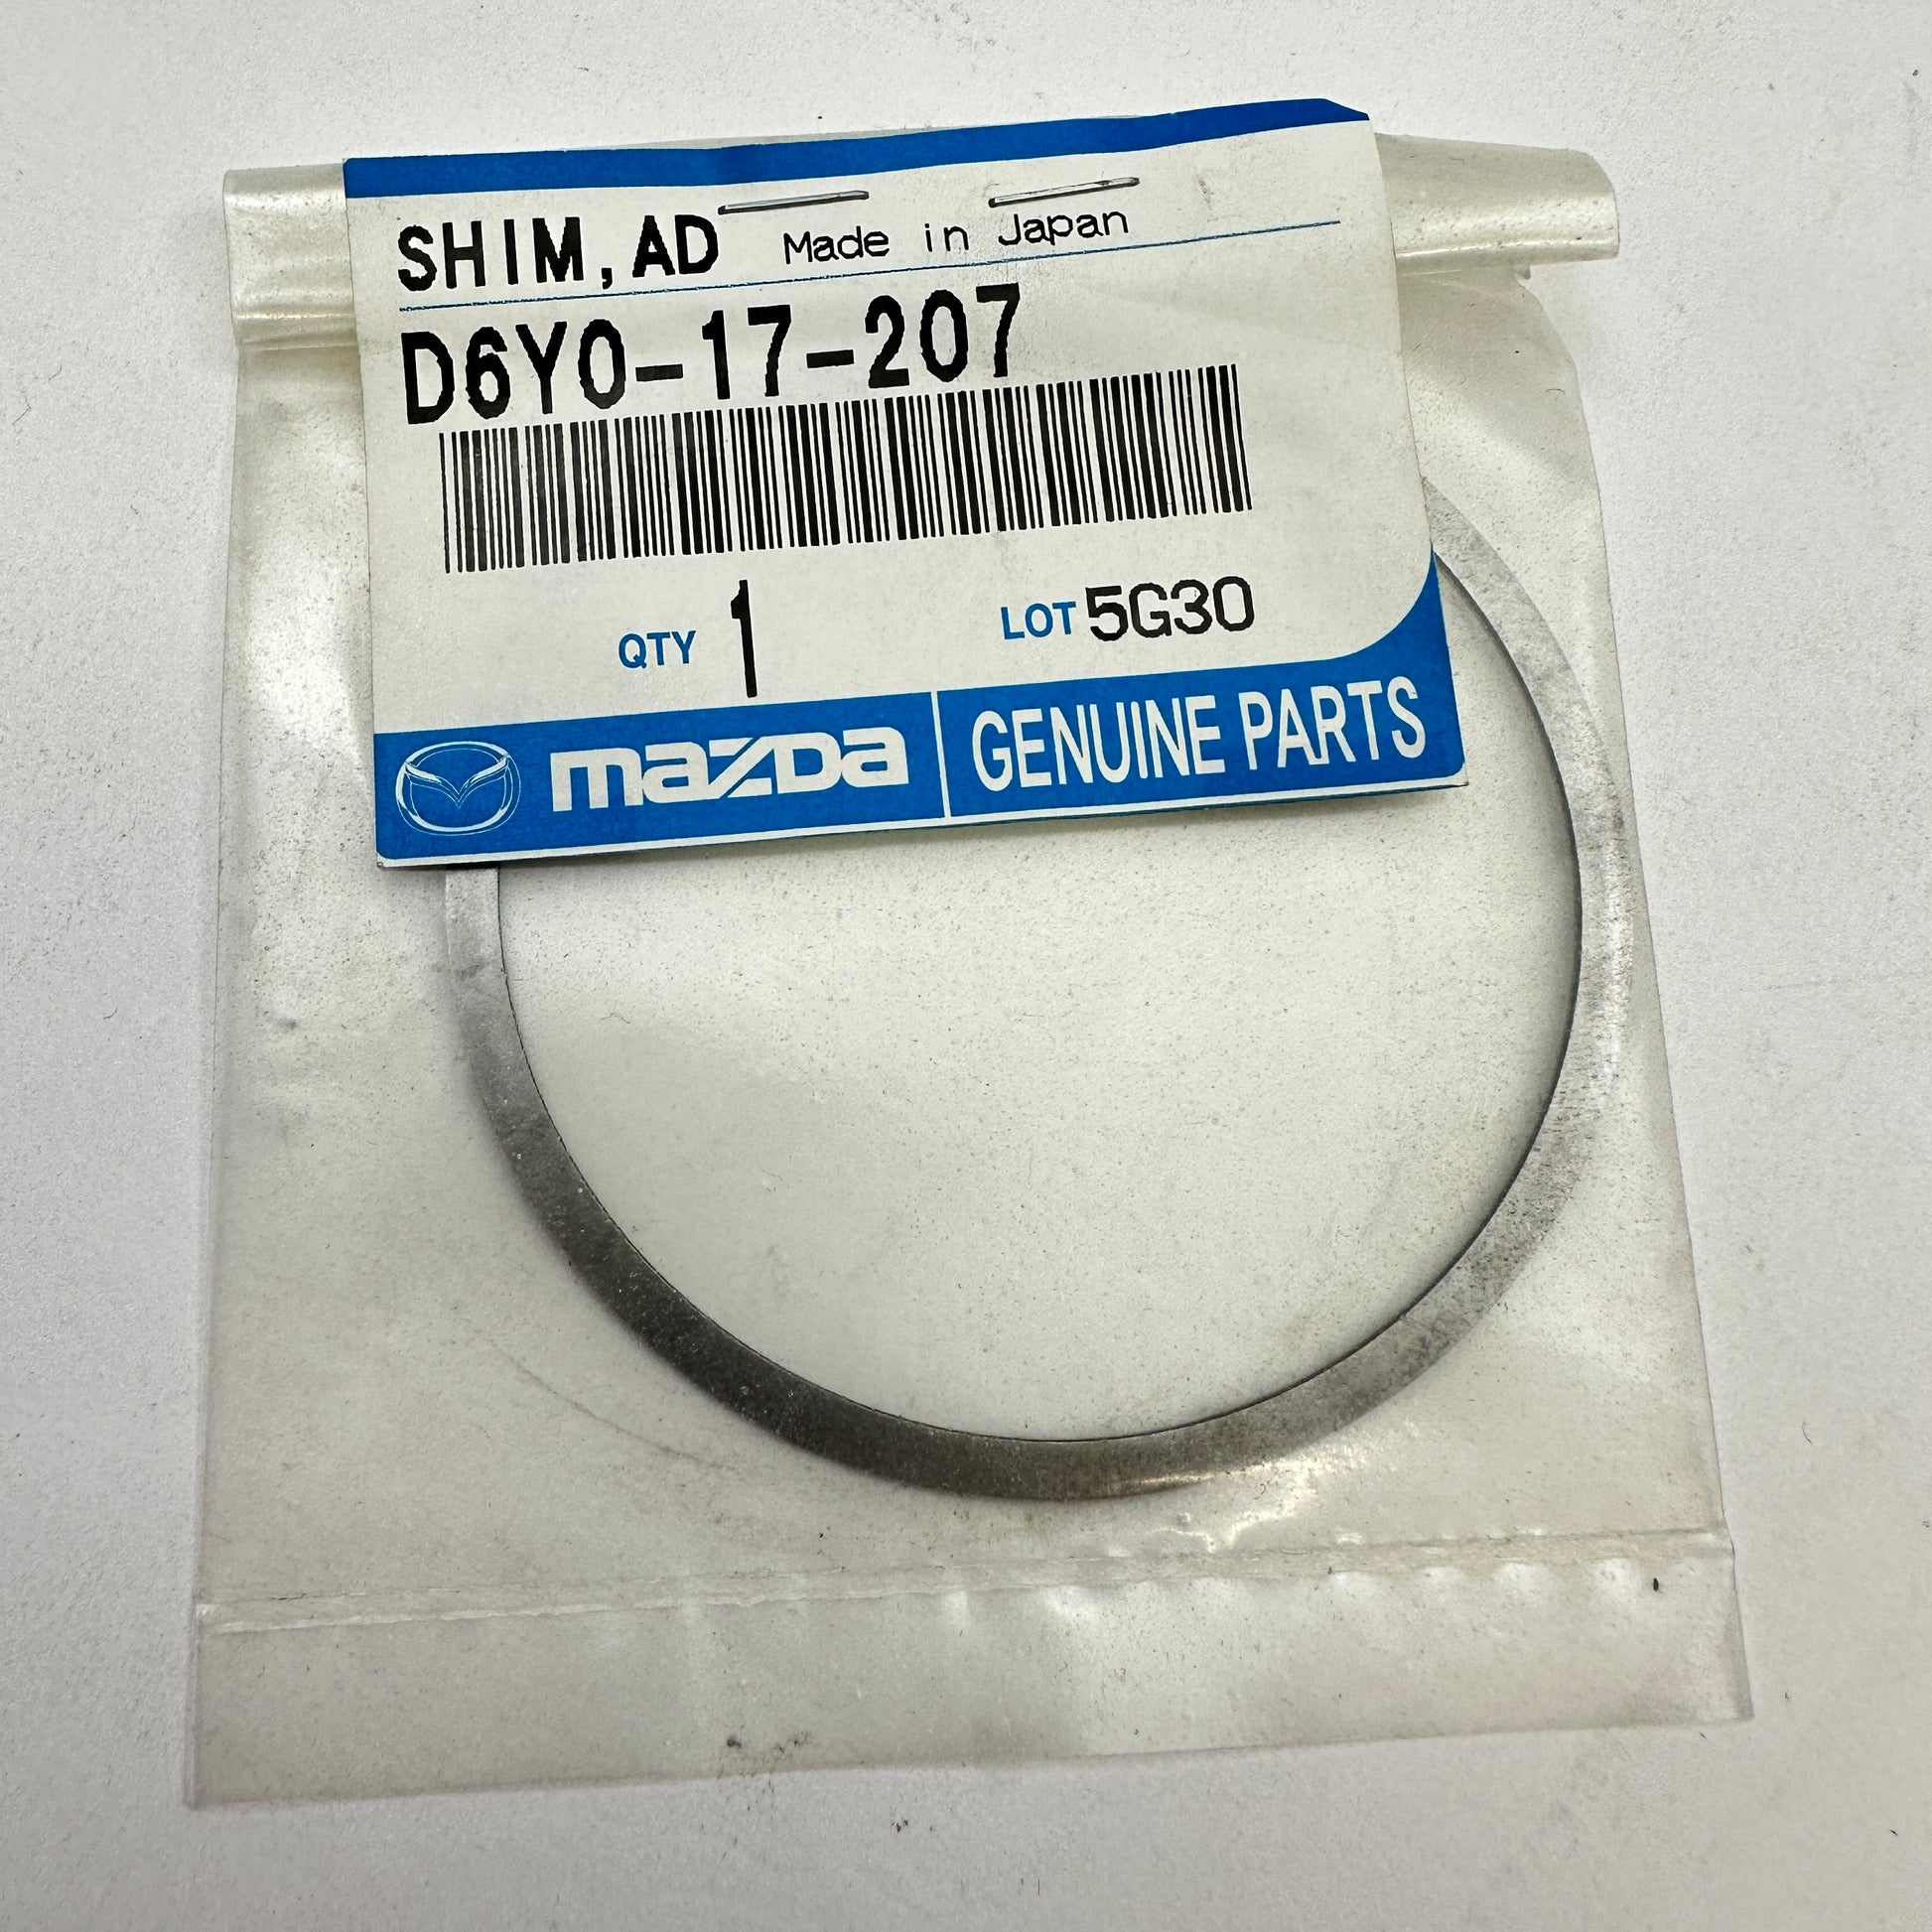 SHIM, AD Made in Japan
D6Y0-17-207
QTY 1 LOT 5G30
mazda GENUINE PARTS